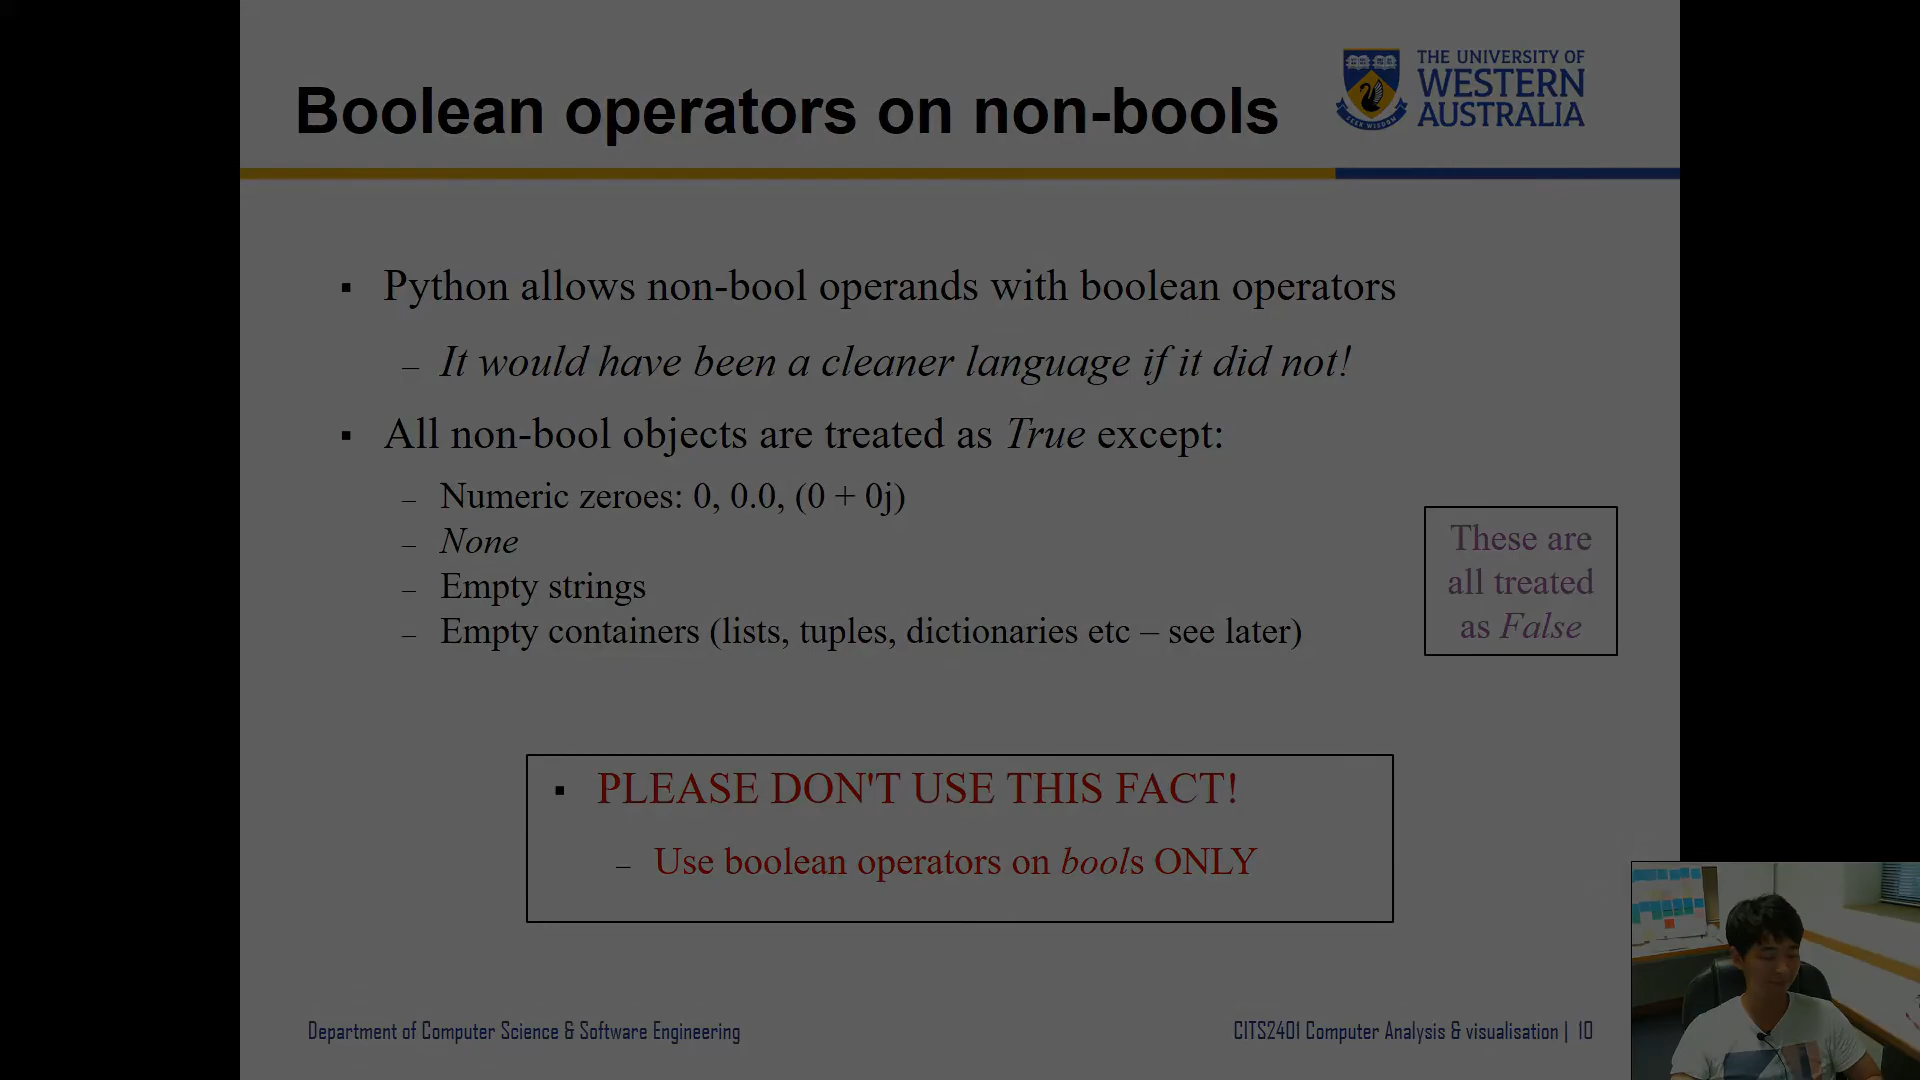 Boolean operators on non-bools
THE UNIVERSITY OF
WESTERN
AUSTRALIA
SEEK WISDOM
▪ Python allows non-bool operands with boolean operators
– It would have been a cleaner language if it did not!
▪ All non-bool objects are treated as True except:
– Numeric zeroes: 0, 0.0, (0 + 0j)
– None
– Empty strings
– Empty containers (lists, tuples, dictionaries etc – see later)
These are
all treated
as False
▪ PLEASE DON'T USE THIS FACT!
– Use boolean operators on bools ONLY
Department of Computer Science & Software Engineering
CITS2401 Computer Analysis & visualisation | 10